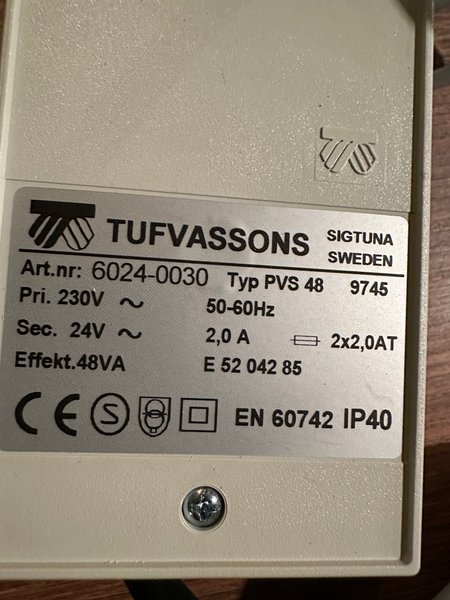 TUFVASSONS SIGTUNA SWEDEN
Art.nr: 6024-0030 Typ PVS 48 9745
Pri. 230V ~ 50-60Hz
Sec. 24V ~ 2,0 A 2x2,0AT
Effekt.48VA E 52 042 85
CE S EN 60742 IP40